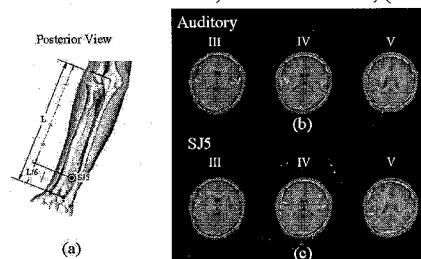 Posterior View
L
L/6
SJ5
(a)
Auditory
III IV V
(b)
SJ5
III IV V
(c)